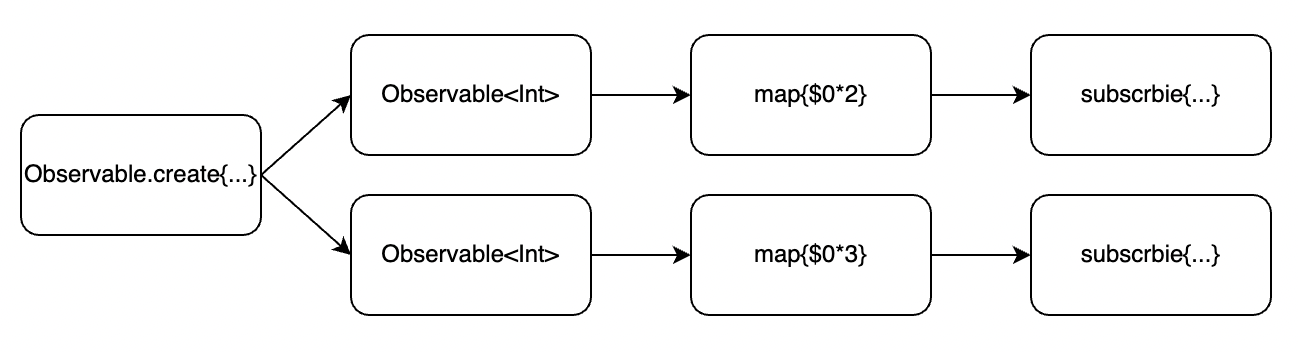 Observable.create{...}
Observable<Int>
map{$0*2}
subscrbie{...}
Observable<Int>
map{$0*3}
subscrbie{...}